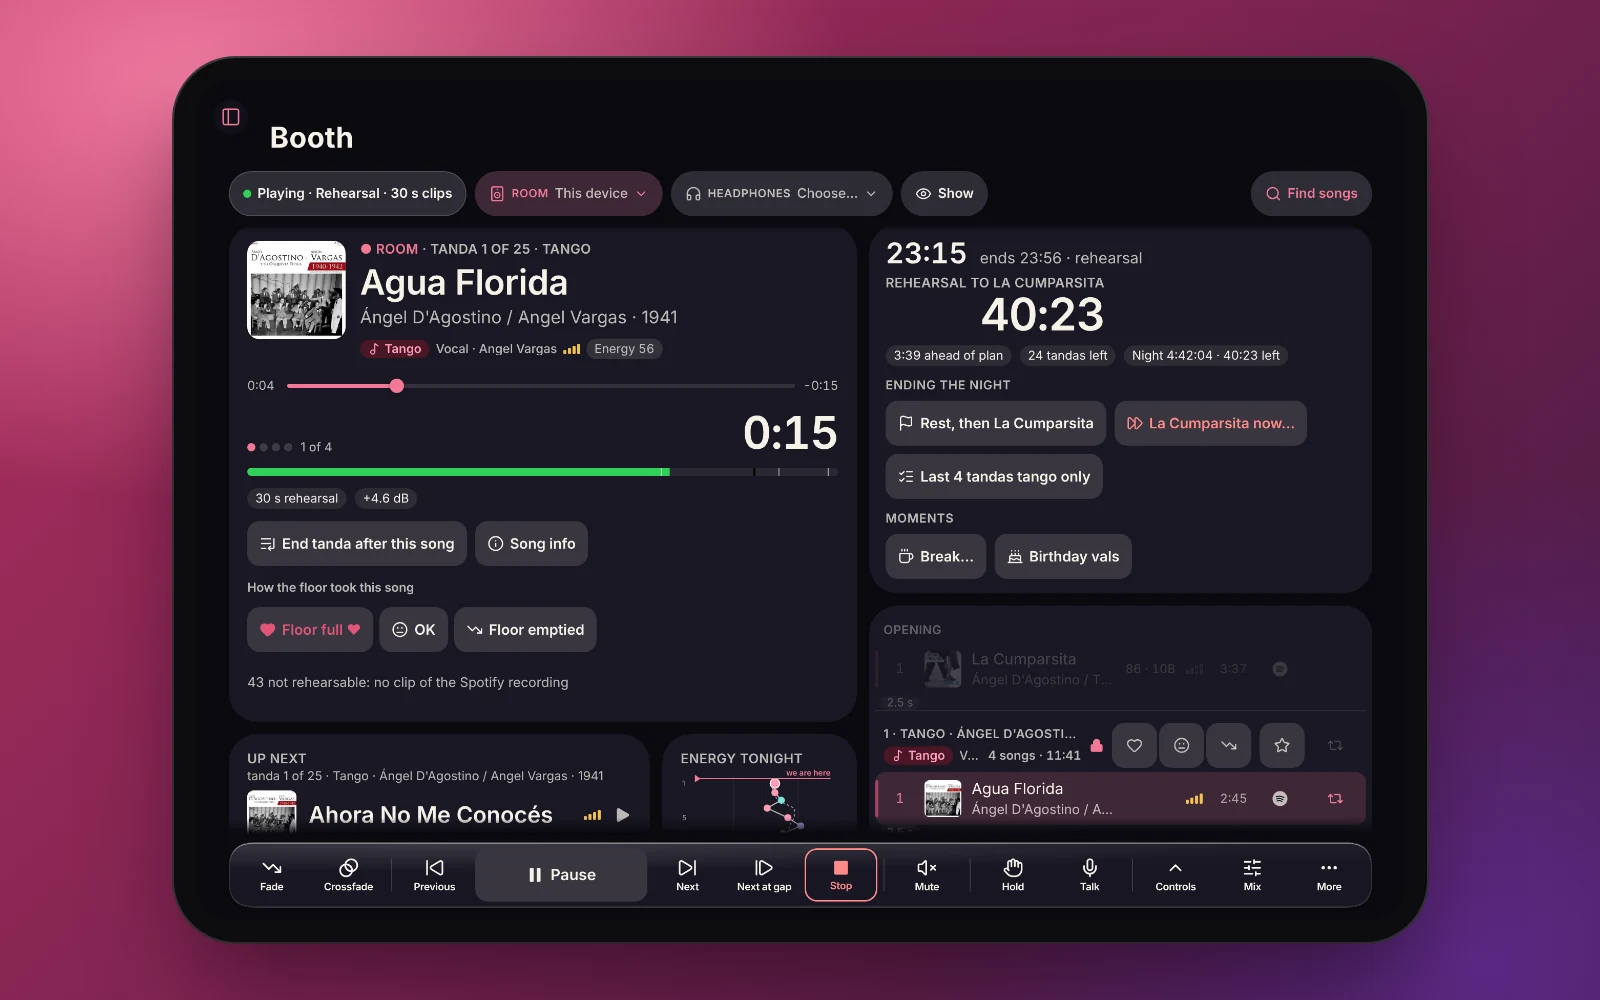 Booth
Playing · Rehearsal · 30 s clips
ROOM This device
HEADPHONES Choose...
Show
Find songs
D'AGOSTINO · VARGAS
1940-1942
ROOM · TANDA 1 OF 25 · TANGO
Agua Florida
Ángel D'Agostino / Angel Vargas · 1941
Tango
Vocal · Angel Vargas
Energy 56
0:04
-0:15
1 of 4
0:15
30 s rehearsal
+4.6 dB
End tanda after this song
Song info
How the floor took this song
Floor full
OK
Floor emptied
43 not rehearsable: no clip of the Spotify recording
UP NEXT
tanda 1 of 25 · Tango · Ángel D'Agostino / Angel Vargas · 1941
Ahora No Me Conocés
ENERGY TONIGHT
we are here
1
5
23:15 ends 23:56 · rehearsal
REHEARSAL TO LA CUMPARSITA
40:23
3:39 ahead of plan
24 tandas left
Night 4:42:04 · 40:23 left
ENDING THE NIGHT
Rest, then La Cumparsita
La Cumparsita now...
Last 4 tandas tango only
MOMENTS
Break...
Birthday vals
OPENING
1
La Cumparsita
Ángel D'Agostino / T...
86 · 10B
3:37
2.5 s
1 · TANGO · ÁNGEL D'AGOSTI...
Tango
V...
4 songs · 11:41
1
Agua Florida
Ángel D'Agostino / A...
2:45
Fade
Crossfade
Previous
Pause
Next
Next at gap
Stop
Mute
Hold
Talk
Controls
Mix
More